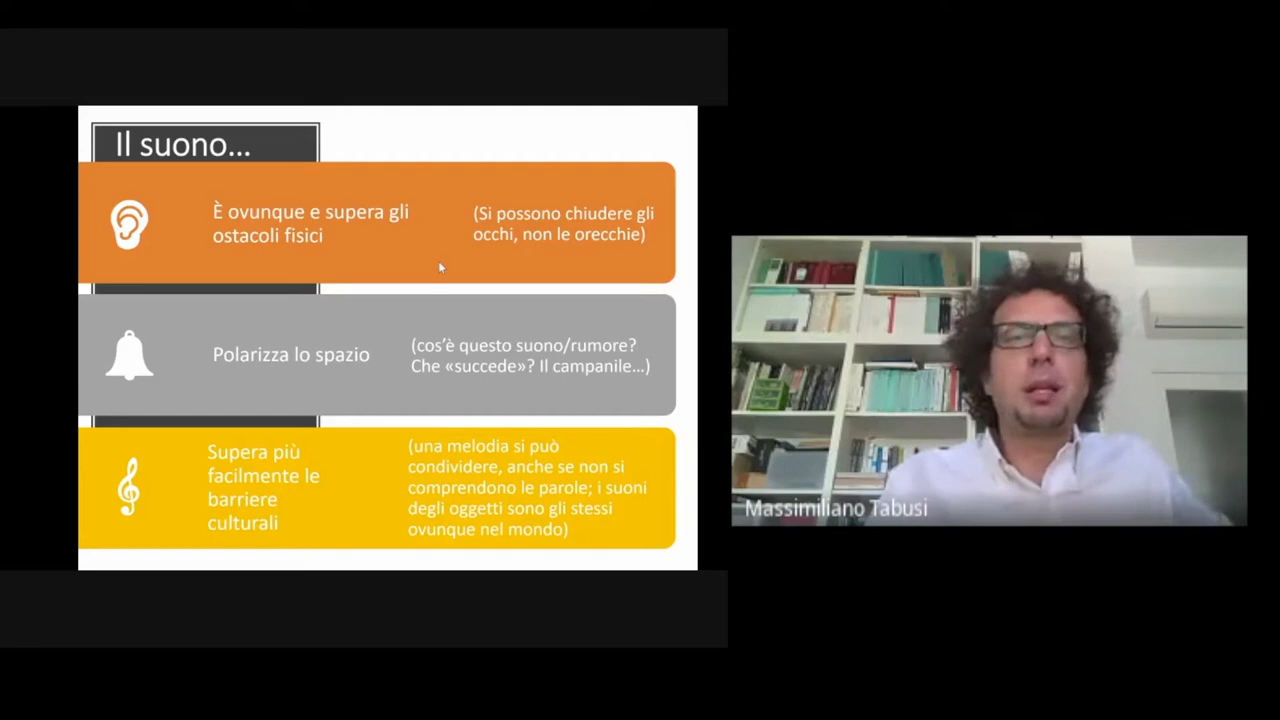 Il suono...
È ovunque e supera gli
ostacoli fisici
(Si possono chiudere gli
occhi, non le orecchie)
Polarizza lo spazio
(cos'è questo suono/rumore?
Che «succede»? Il campanile...)
Supera più
facilmente le
barriere
culturali
(una melodia si può
condividere, anche se non si
comprendono le parole; i suoni
degli oggetti sono gli stessi
ovunque nel mondo)
Massimiliano Tabusi